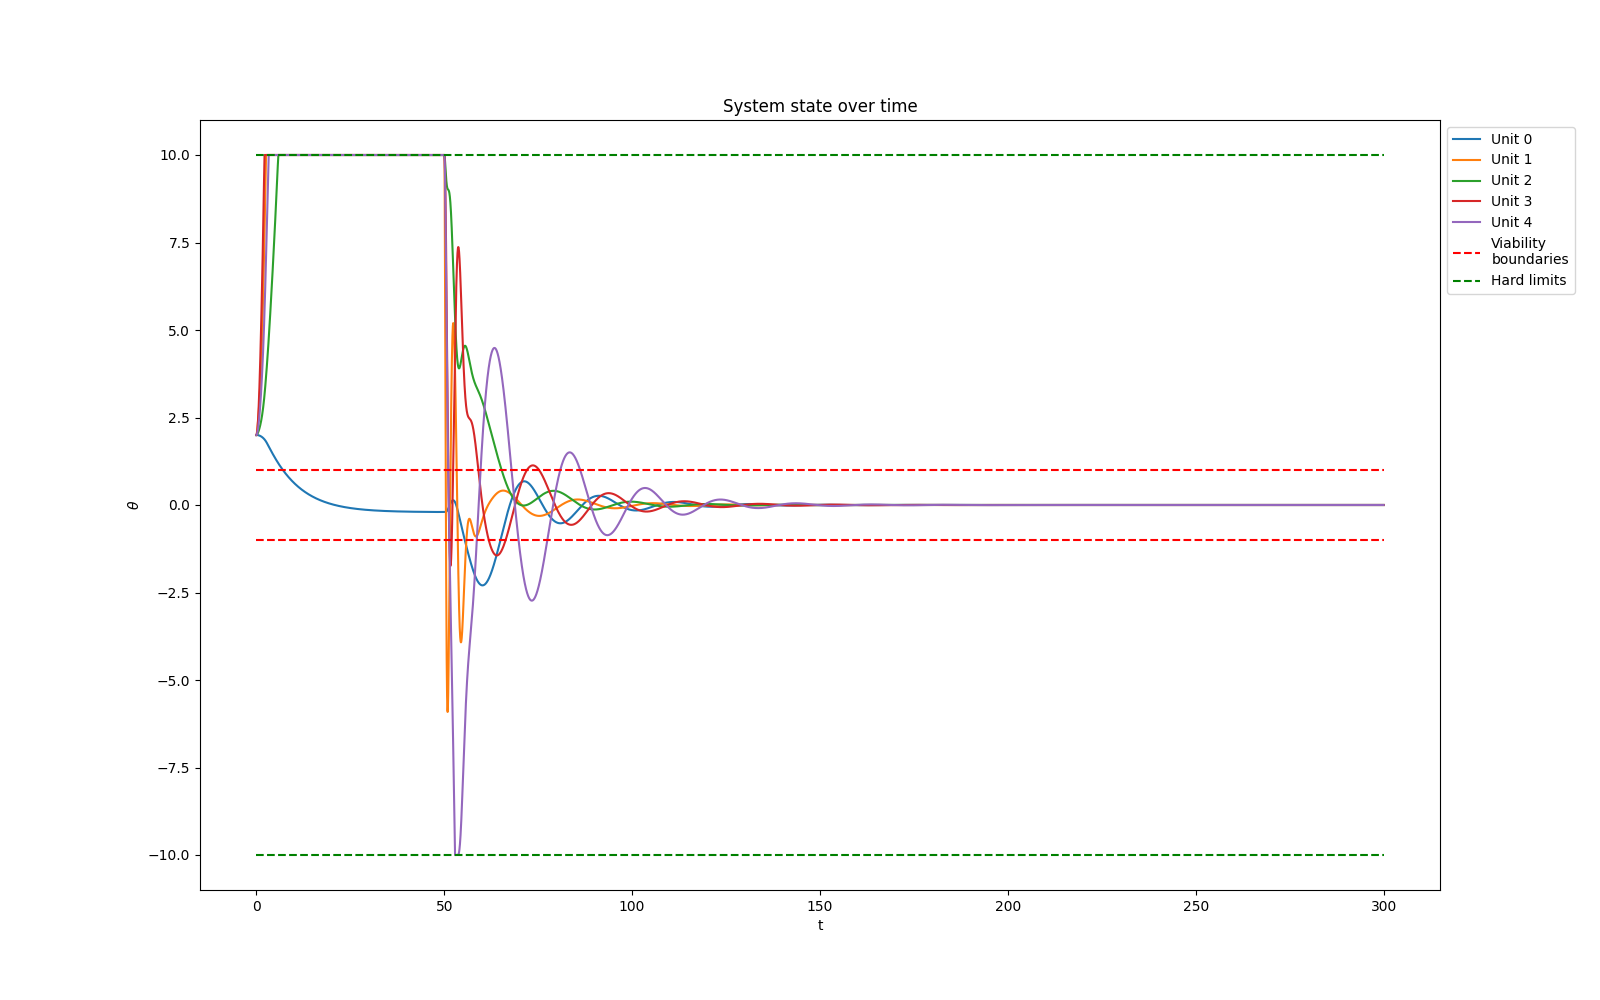 System state over time
10.0
7.5
5.0
2.5
0.0
−2.5
−5.0
−7.5
−10.0
θ
0
50
100
150
200
250
300
t
Unit 0
Unit 1
Unit 2
Unit 3
Unit 4
Viability
boundaries
Hard limits